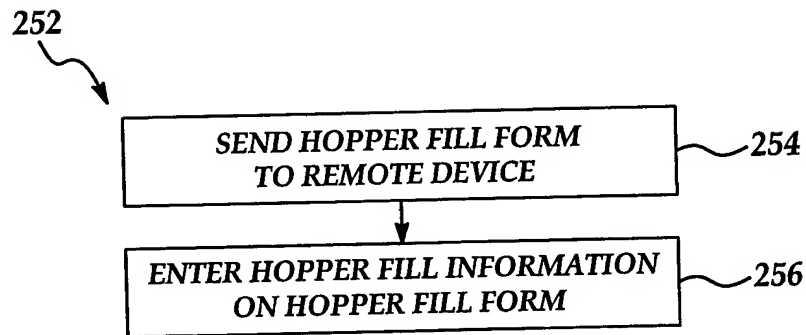 252
SEND HOPPER FILL FORM
TO REMOTE DEVICE
254
ENTER HOPPER FILL INFORMATION
ON HOPPER FILL FORM
256